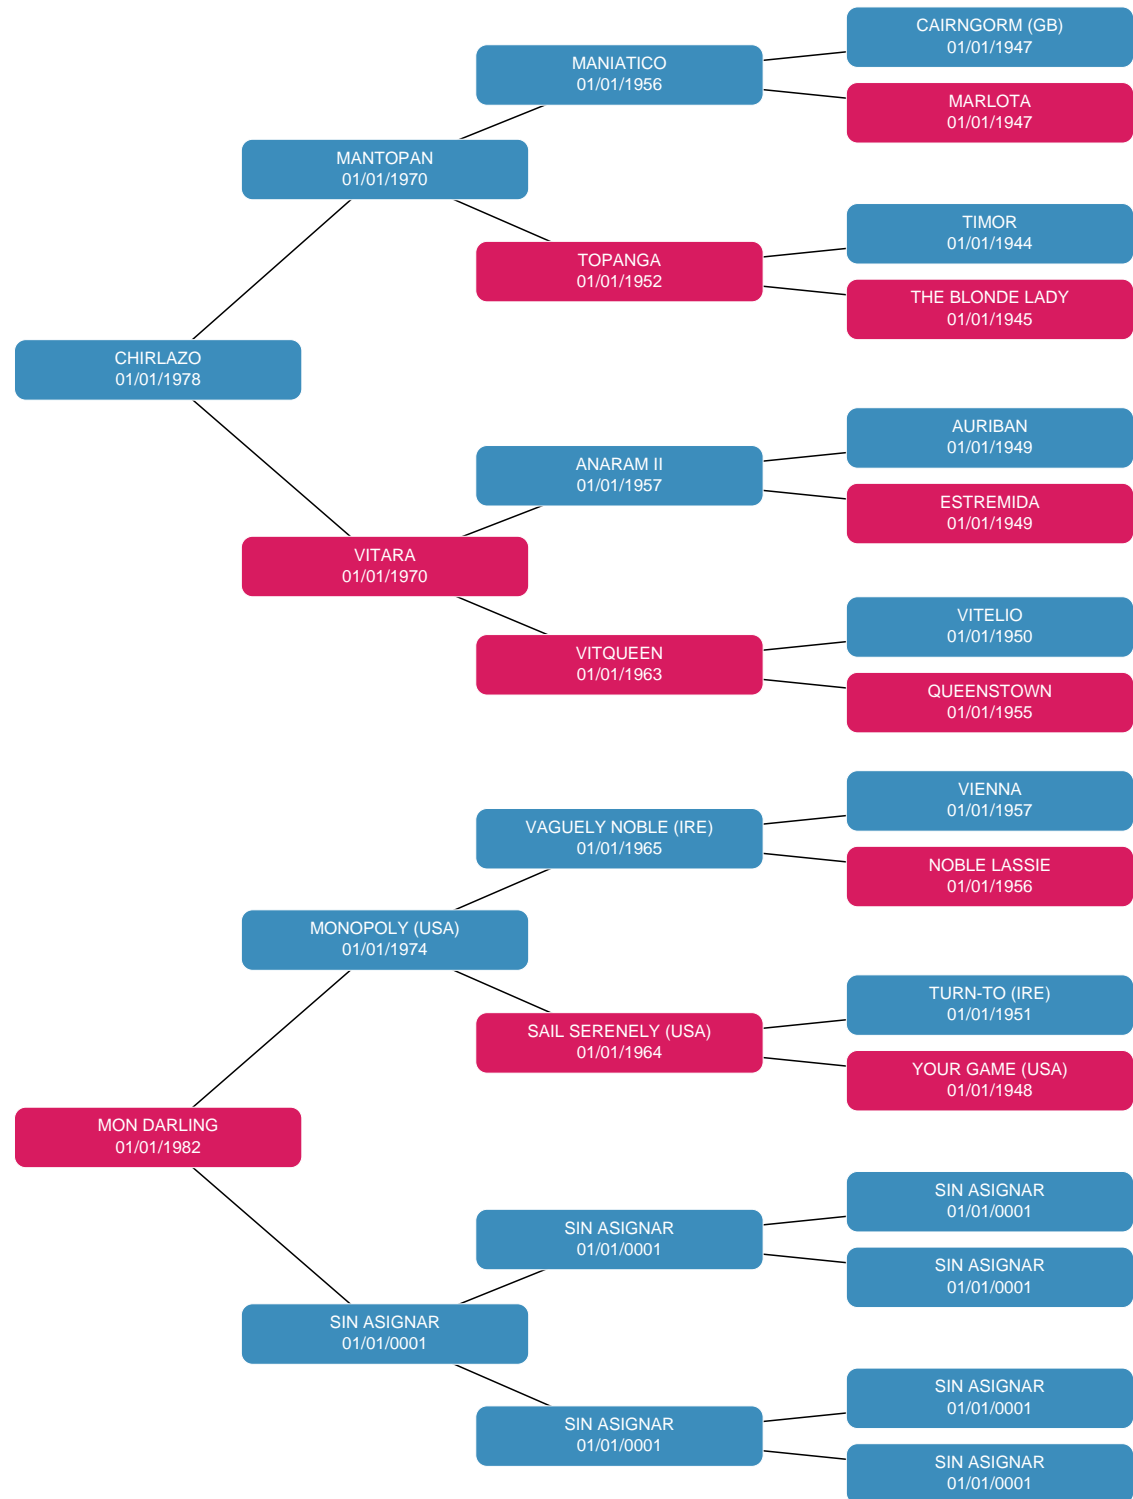 CAIRNGORM (GB)
01/01/1947
MANIATICO
01/01/1956
MARLOTA
01/01/1947
MANTOPAN
01/01/1970
TIMOR
01/01/1944
TOPANGA
01/01/1952
THE BLONDE LADY
01/01/1945
CHIRLAZO
01/01/1978
AURIBAN
01/01/1949
ANARAM II
01/01/1957
ESTREMIDA
01/01/1949
VITARA
01/01/1970
VITELIO
01/01/1950
VITQUEEN
01/01/1963
QUEENSTOWN
01/01/1955
VIENNA
01/01/1957
VAGUELY NOBLE (IRE)
01/01/1965
NOBLE LASSIE
01/01/1956
MONOPOLY (USA)
01/01/1974
TURN-TO (IRE)
01/01/1951
SAIL SERENELY (USA)
01/01/1964
YOUR GAME (USA)
01/01/1948
MON DARLING
01/01/1982
SIN ASIGNAR
01/01/0001
SIN ASIGNAR
01/01/0001
SIN ASIGNAR
01/01/0001
SIN ASIGNAR
01/01/0001
SIN ASIGNAR
01/01/0001
SIN ASIGNAR
01/01/0001
SIN ASIGNAR
01/01/0001